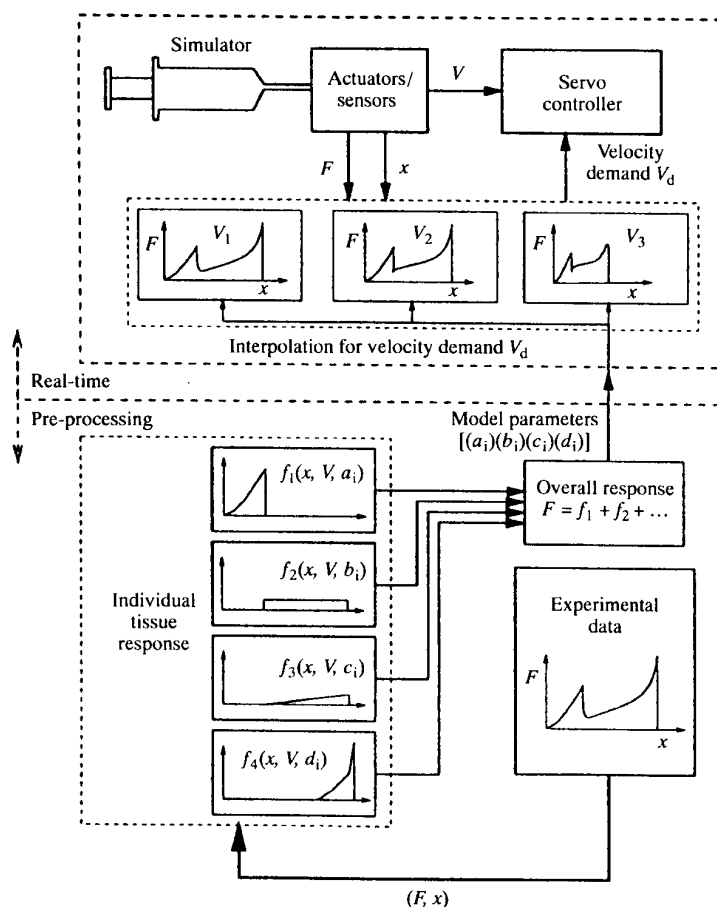 Simulator
Actuators/
sensors
V
Servo
controller
F
x
Velocity
demand V_d
F
V_1
x
F
V_2
x
F
V_3
x
Interpolation for velocity demand V_d
Real-time
Pre-processing
Model parameters
[(a_i)(b_i)(c_i)(d_i)]
f_i(x, V, a_i)
Overall response
F = f_1 + f_2 + ...
f_2(x, V, b_i)
Individual
tissue
response
Experimental
data
f_3(x, V, c_i)
F
x
f_4(x, V, d_i)
(F, x)